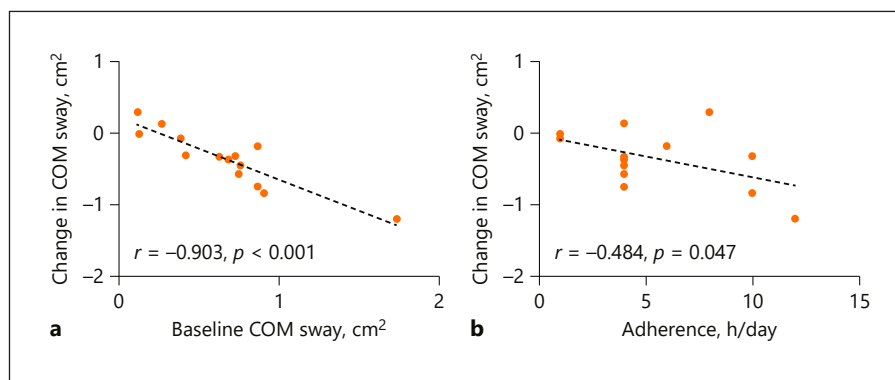 Change in COM sway, cm²
1
0
–1
–2
r = –0.903, p < 0.001
0
1
2
a
Baseline COM sway, cm²
Change in COM sway, cm²
1
0
–1
–2
r = –0.484, p = 0.047
0
5
10
15
b
Adherence, h/day